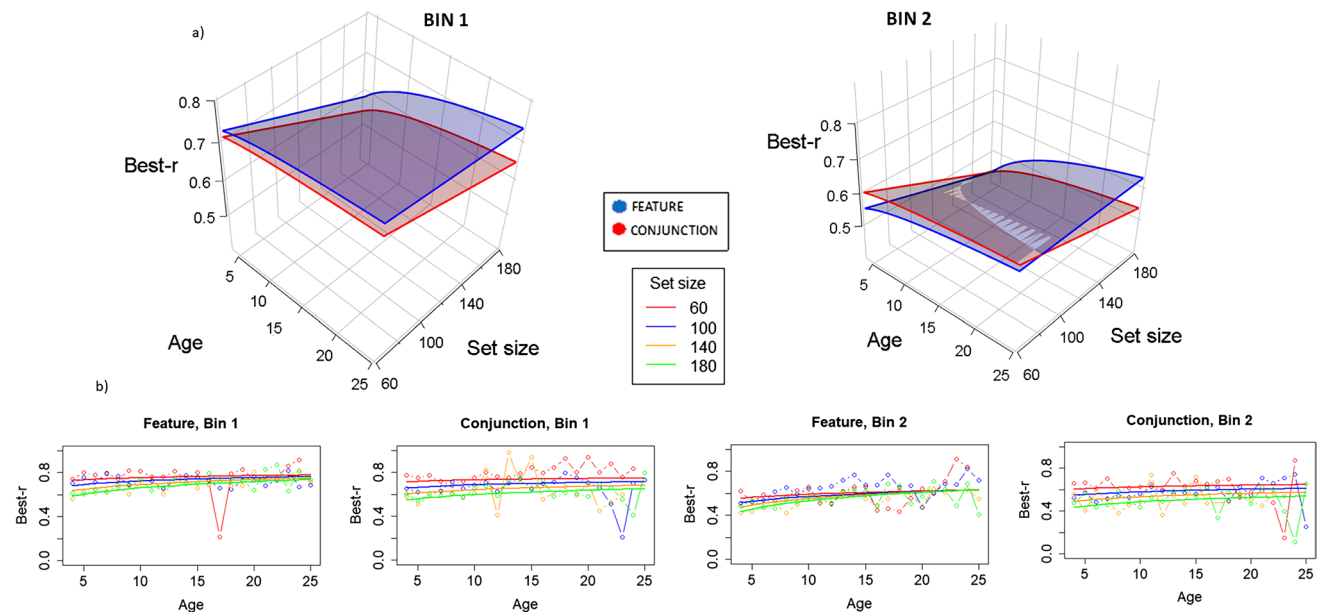 a)
BIN 1
BIN 2
0.8
0.7
0.6
0.5
Best-r
5
10
15
20
25
Age
60
100
140
180
Set size
FEATURE
CONJUNCTION
Set size
60
100
140
180
0.8
0.7
0.6
0.5
Best-r
5
10
15
20
25
Age
60
100
140
180
Set size
b)
Feature, Bin 1
Best-r
0.0 0.4 0.8
5 10 15 20 25
Age
Conjunction, Bin 1
Best-r
0.0 0.4 0.8
5 10 15 20 25
Age
Feature, Bin 2
Best-r
0.0 0.4 0.8
5 10 15 20 25
Age
Conjunction, Bin 2
Best-r
0.0 0.4 0.8
5 10 15 20 25
Age